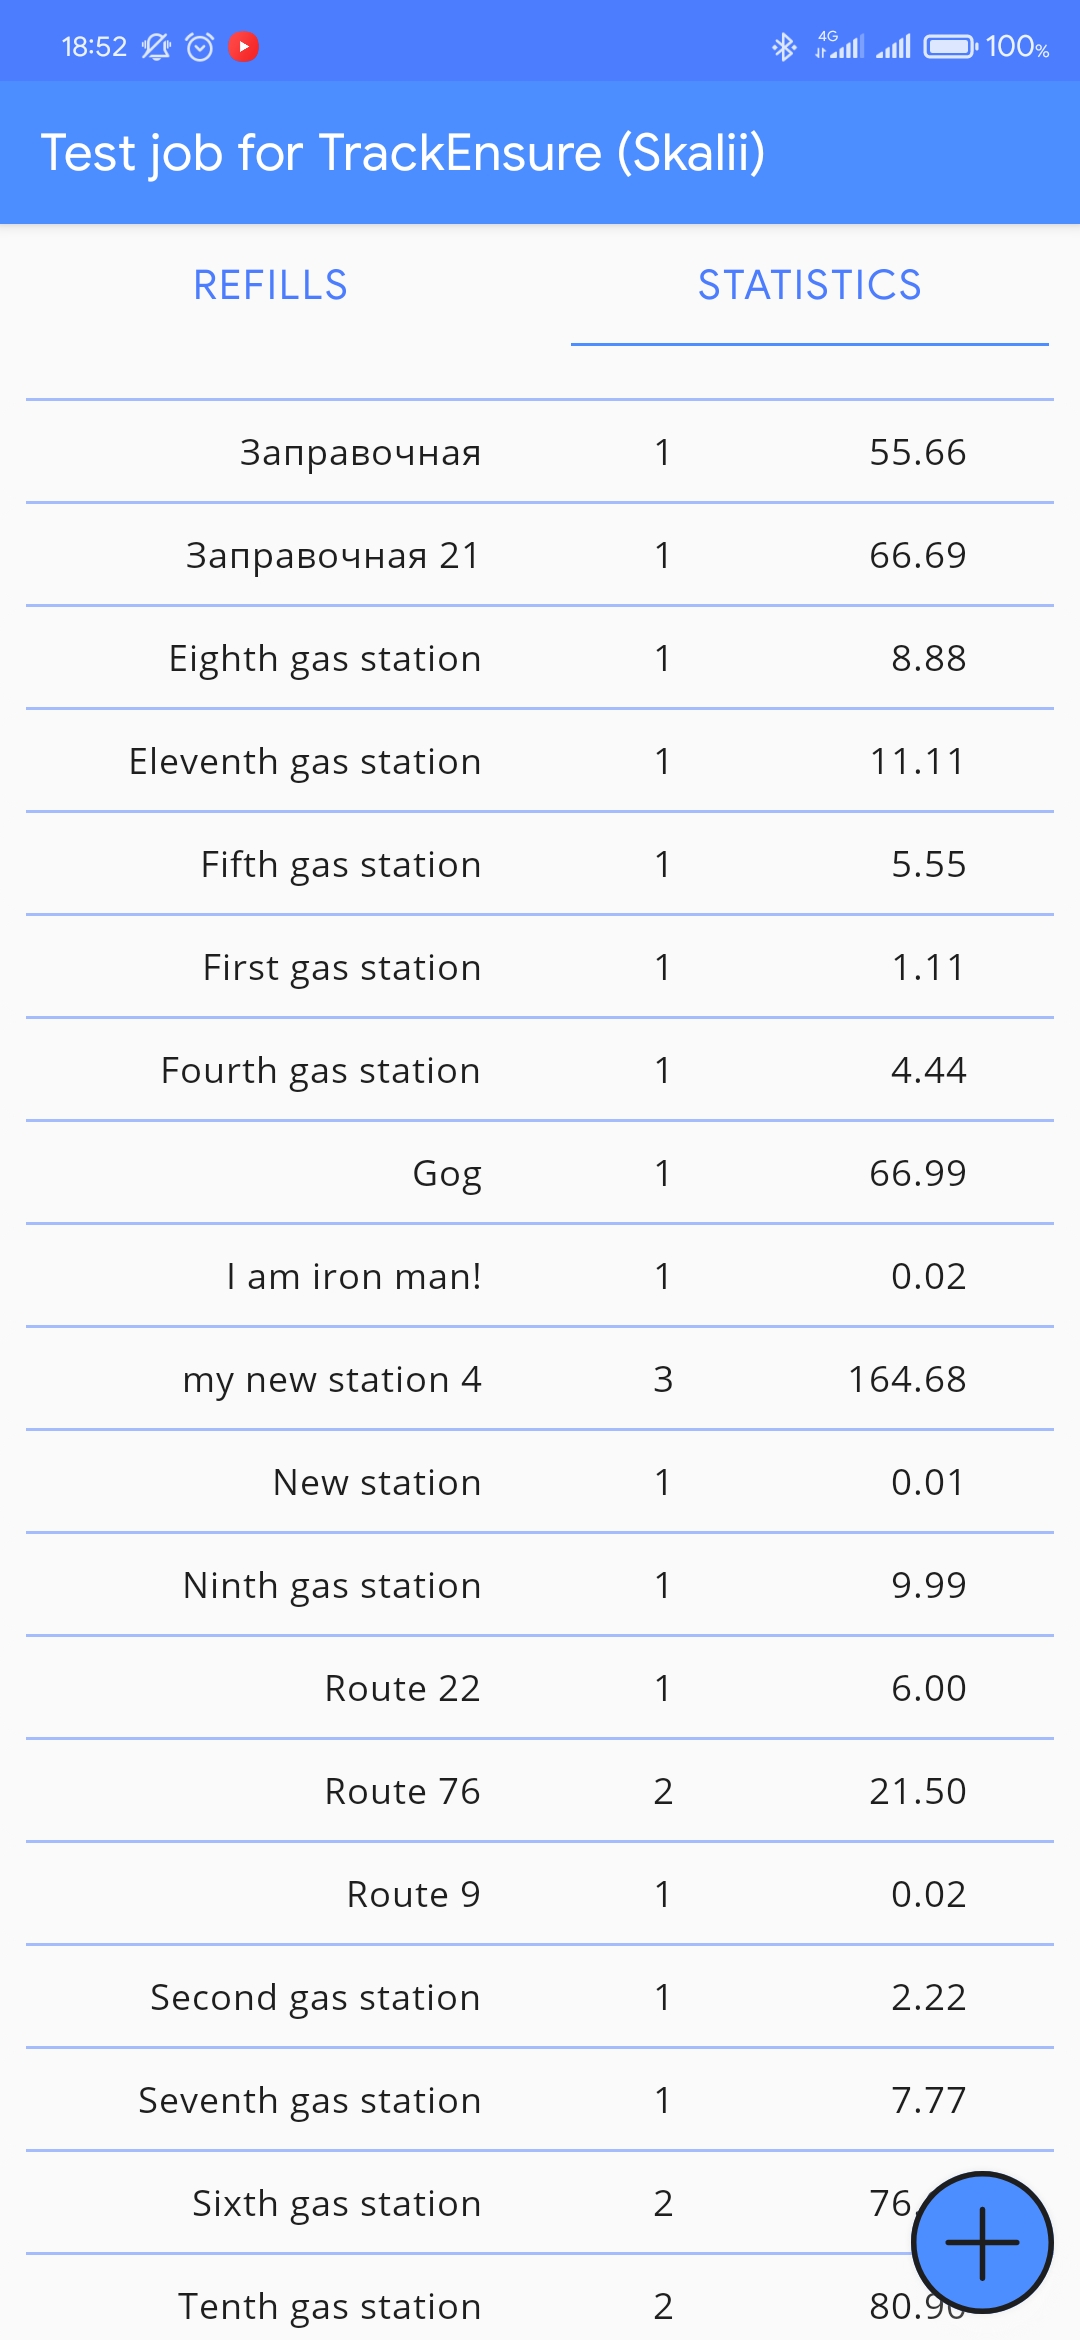 18:52 4G 100%
Test job for TrackEnsure (Skalii)
REFILLS STATISTICS
Заправочная 1 55.66
Заправочная 21 1 66.69
Eighth gas station 1 8.88
Eleventh gas station 1 11.11
Fifth gas station 1 5.55
First gas station 1 1.11
Fourth gas station 1 4.44
Gog 1 66.99
I am iron man! 1 0.02
my new station 4 3 164.68
New station 1 0.01
Ninth gas station 1 9.99
Route 22 1 6.00
Route 76 2 21.50
Route 9 1 0.02
Second gas station 1 2.22
Seventh gas station 1 7.77
Sixth gas station 2
Tenth gas station 2